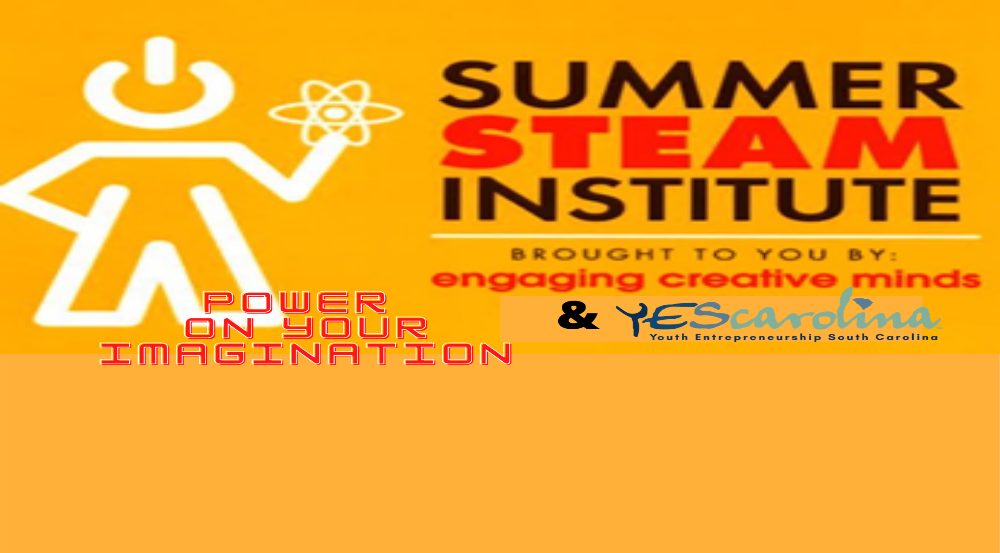 SUMMER
STEAM
INSTITUTE
BROUGHT TO YOU BY:
engaging creative minds
& YEScarolina
Youth Entrepreneurship South Carolina
POWER
ON YOUR
IMAGINATION